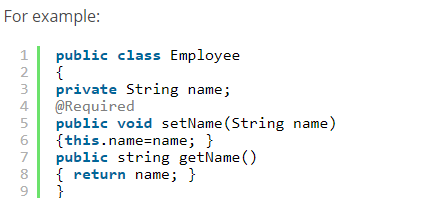 For example:
1 public class Employee
2 {
3 private String name;
4 @Required
5 public void setName(String name)
6 {this.name=name; }
7 public string getName()
8 { return name; }
9 }